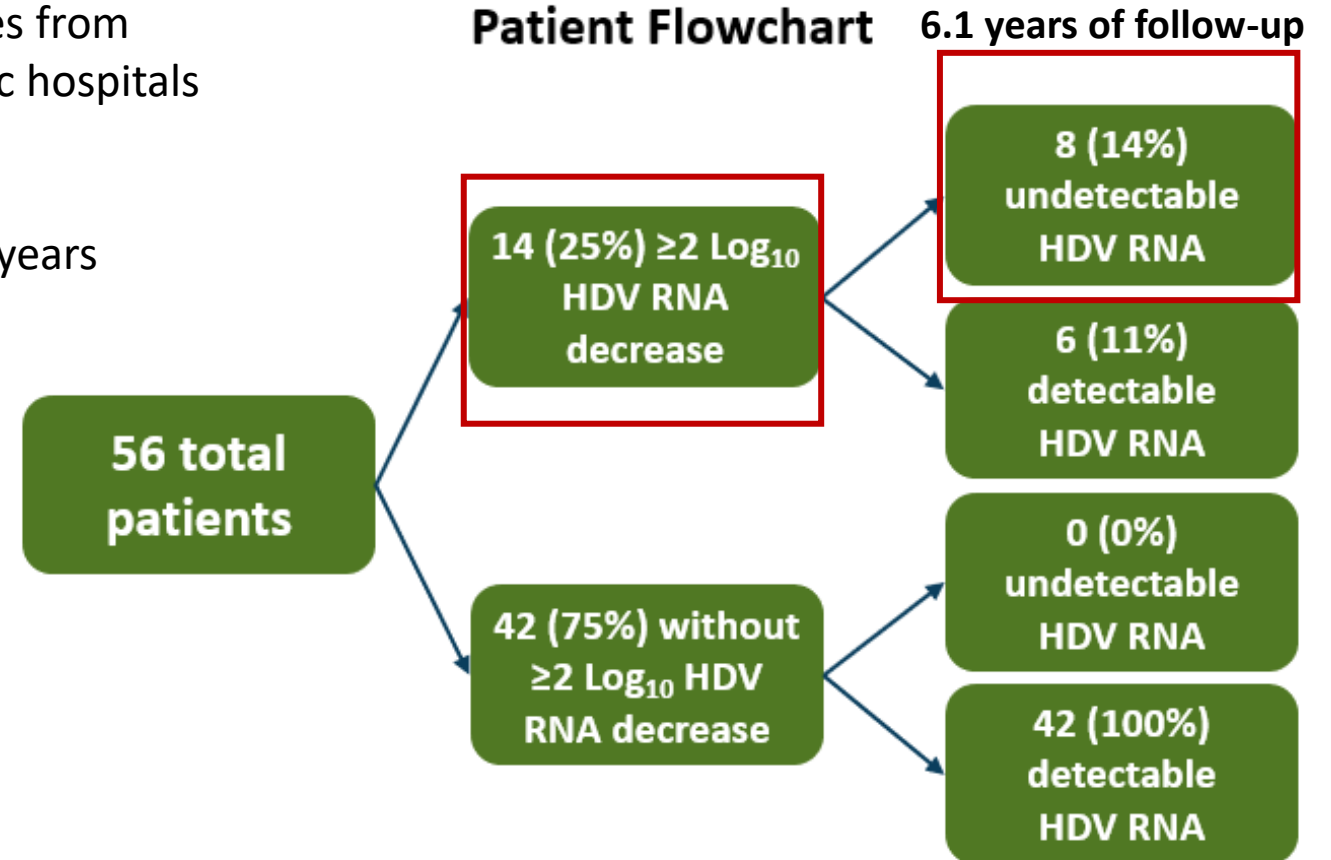 es from
c hospitals
years
Patient Flowchart
6.1 years of follow-up
56 total
patients
14 (25%) ≥2 Log₁₀
HDV RNA
decrease
42 (75%) without
≥2 Log₁₀ HDV
RNA decrease
8 (14%)
undetectable
HDV RNA
6 (11%)
detectable
HDV RNA
0 (0%)
undetectable
HDV RNA
42 (100%)
detectable
HDV RNA